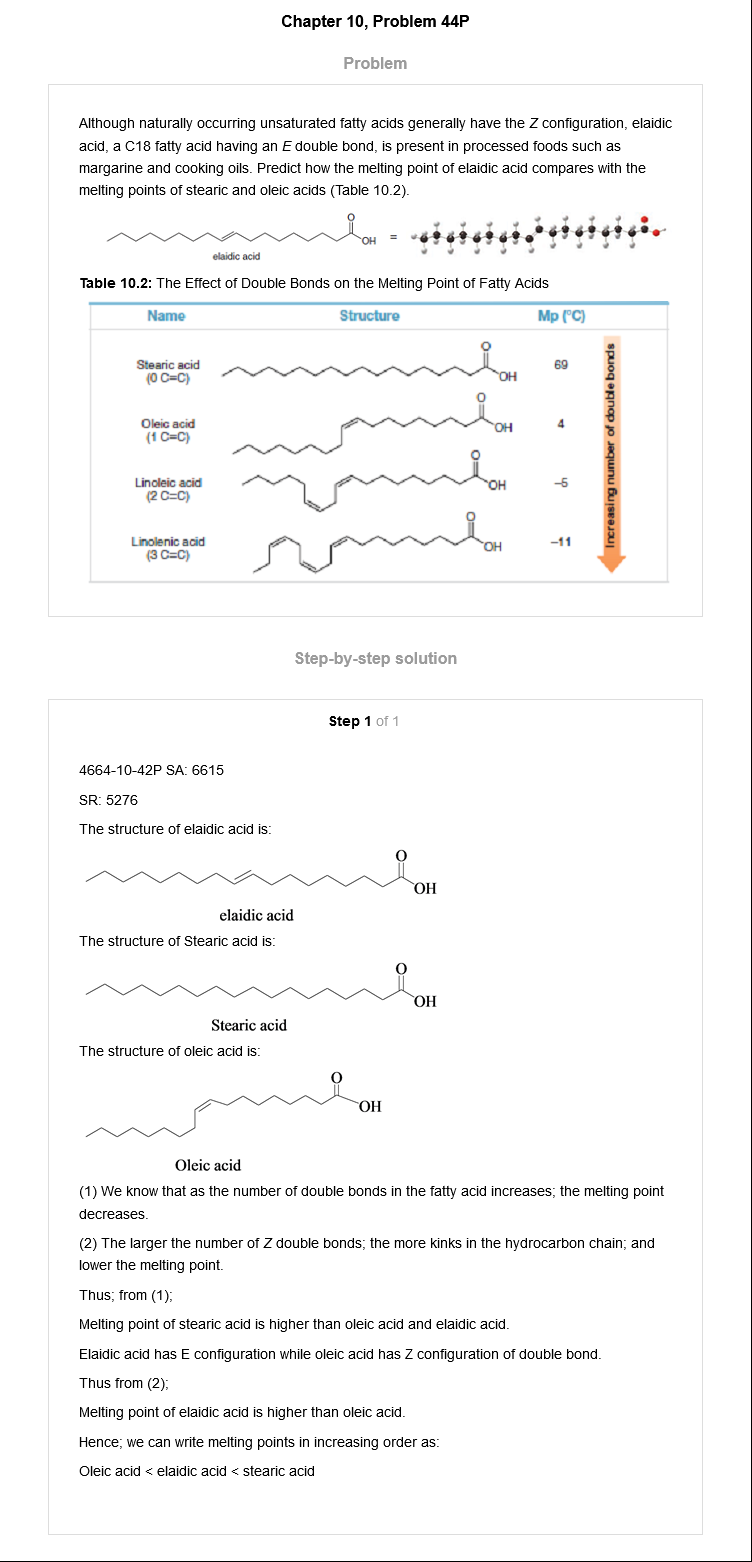 Chapter 10, Problem 44P
Problem
Although naturally occurring unsaturated fatty acids generally have the Z configuration, elaidic
acid, a C18 fatty acid having an E double bond, is present in processed foods such as
margarine and cooking oils. Predict how the melting point of elaidic acid compares with the
melting points of stearic and oleic acids (Table 10.2).
O
OH =
elaidic acid
Table 10.2: The Effect of Double Bonds on the Melting Point of Fatty Acids
Name Structure Mp (°C)
Stearic acid
(0 C=C)
O
OH
69
Oleic acid
(1 C=C)
O
OH
4
Linoleic acid
(2 C=C)
O
OH
-5
Linolenic acid
(3 C=C)
O
OH
-11
Increasing number of double bonds
Step-by-step solution
Step 1 of 1
4664-10-42P SA: 6615
SR: 5276
The structure of elaidic acid is:
O
OH
elaidic acid
The structure of Stearic acid is:
O
OH
Stearic acid
The structure of oleic acid is:
O
OH
Oleic acid
(1) We know that as the number of double bonds in the fatty acid increases; the melting point
decreases.
(2) The larger the number of Z double bonds; the more kinks in the hydrocarbon chain; and
lower the melting point.
Thus; from (1);
Melting point of stearic acid is higher than oleic acid and elaidic acid.
Elaidic acid has E configuration while oleic acid has Z configuration of double bond.
Thus from (2);
Melting point of elaidic acid is higher than oleic acid.
Hence; we can write melting points in increasing order as:
Oleic acid < elaidic acid < stearic acid